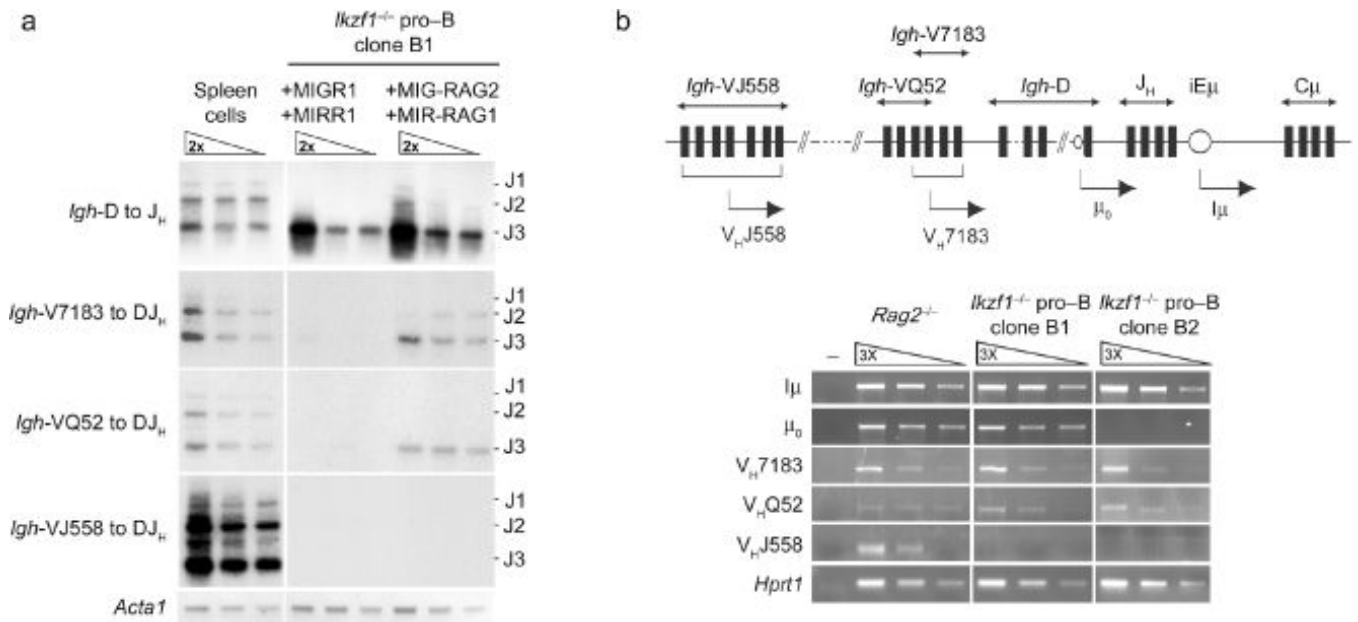 a
Ikzf1–/– pro–B
clone B1
Spleen
cells
+MIGR1
+MIRR1
+MIG-RAG2
+MIR-RAG1
2x
2x
2x
Igh-D to JH
J1
J2
J3
Igh-V7183 to DJH
J1
J2
J3
Igh-VQ52 to DJH
J1
J2
J3
Igh-VJ558 to DJH
J1
J2
J3
Acta1
b
Igh-V7183
Igh-VJ558
Igh-VQ52
Igh-D
JH
iEμ
Cμ
VHJ558
VH7183
μ0
Iμ
Rag2–/–
Ikzf1–/– pro–B
clone B1
Ikzf1–/– pro–B
clone B2
–
3X
3X
3X
Iμ
μ0
VH7183
VHQ52
VHJ558
Hprt1